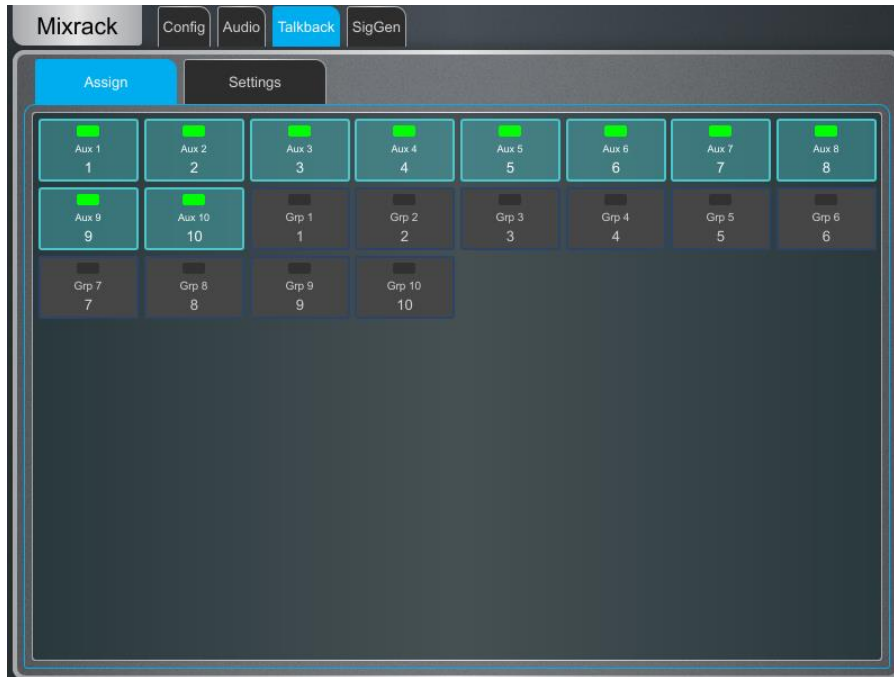 Mixrack Config Audio Talkback SigGen
Assign Settings
Aux 1 Aux 2 Aux 3 Aux 4 Aux 5 Aux 6 Aux 7 Aux 8
1 2 3 4 5 6 7 8
Aux 9 Aux 10 Grp 1 Grp 2 Grp 3 Grp 4 Grp 5 Grp 6
9 10 1 2 3 4 5 6
Grp 7 Grp 8 Grp 9 Grp 10
7 8 9 10